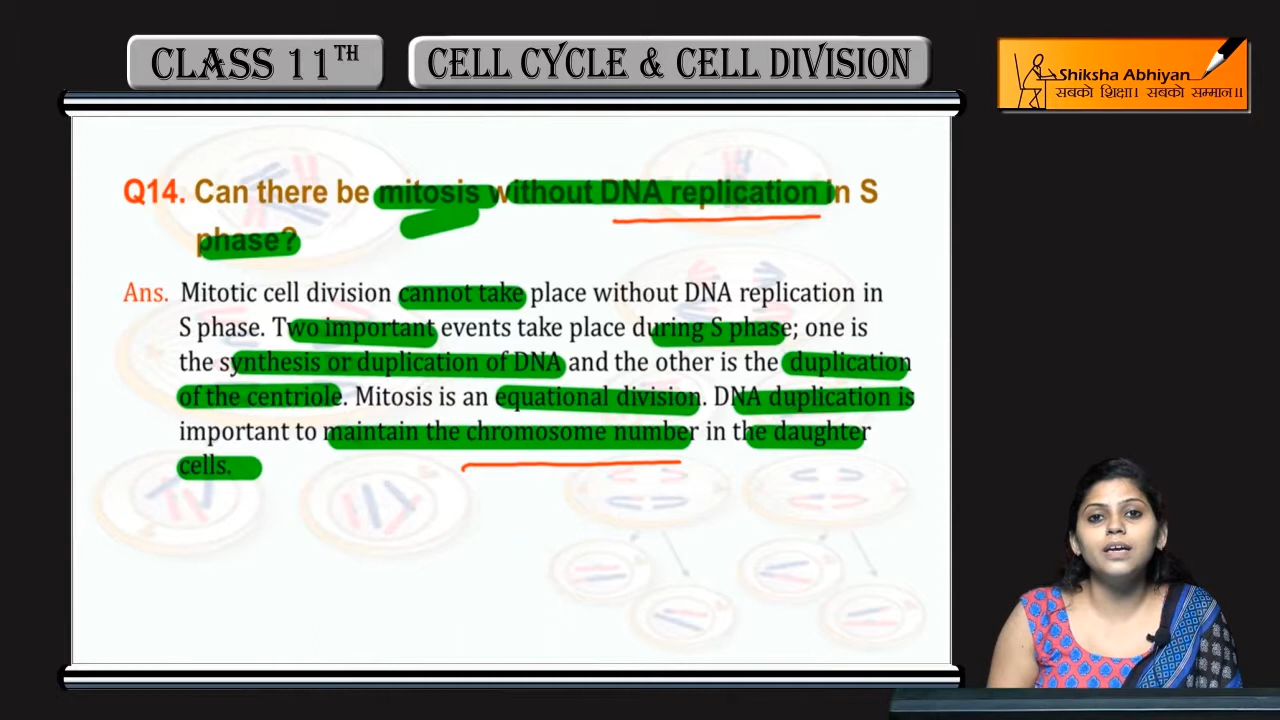 CLASS 11TH
CELL CYCLE & CELL DIVISION
Shiksha Abhiyan
सबको शिक्षा। सबको सम्मान॥
Q14. Can there be mitosis without DNA replication in S
phase?
Ans. Mitotic cell division cannot take place without DNA replication in
S phase. Two important events take place during S phase; one is
the synthesis or duplication of DNA and the other is the duplication
of the centriole. Mitosis is an equational division. DNA duplication is
important to maintain the chromosome number in the daughter
cells.